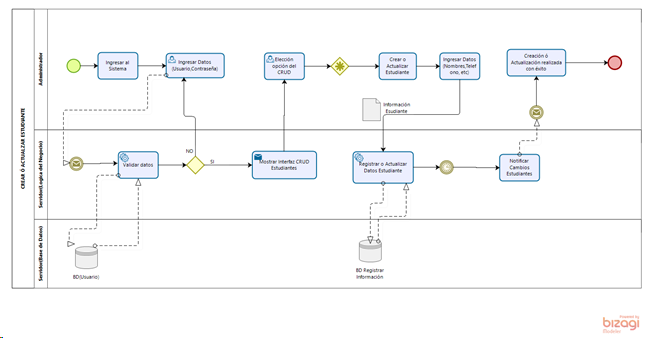 CREAR Ó ACTUALIZAR ESTUDIANTE
Administrador
Ingresar al
Sistema
Ingresar Datos
(Usuario,Contraseña)
Elección
opción del
CRUD
Crear o
Actualizar
Estudiante
Ingresar Datos
(Nombres,Telef
ono, etc)
Creación ó
Actualización realizada
con éxito
Información
Estudiante
Servidor(Logica del Negocio)
Validar datos
NO
SI
Mostrar Interfaz CRUD
Estudiantes
Registrar o Actualizar
Datos Estudiante
Notificar
Cambios
Estudiantes
Servidor(Base de Datos)
BD(Usuario)
BD Registrar
Información
Powered by
bizagi
Modeler